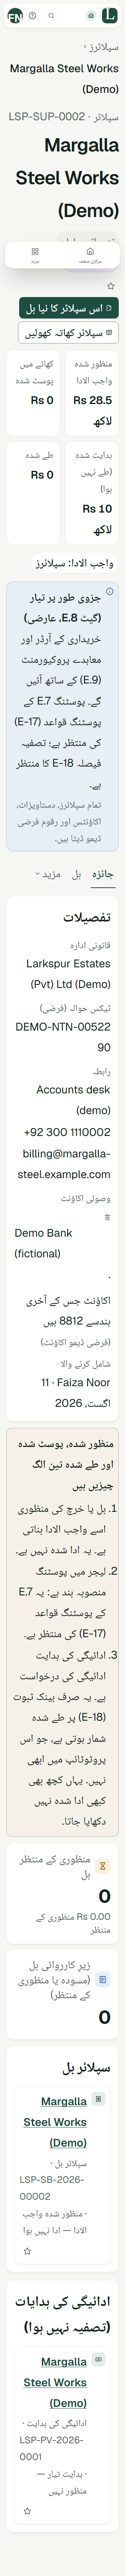 EN
L
سپلائرز ›
Margalla Steel Works
(Demo)
سپلائر · LSP-SUP-0002
Margalla
Steel Works
(Demo)
مرکزی صفحہ
مزید
اس سپلائر کا نیا بل
سپلائر کھاتہ کھولیں
منظور شدہ
واجب الادا
Rs 28.5
لاکھ
کھاتے میں
پوسٹ شدہ
Rs 0
ہدایت شدہ
(طے نہیں
ہوا)
Rs 10
لاکھ
طے شدہ
Rs 0
واجب الادا: سپلائرز
جزوی طور پر تیار
(گیٹ E.8، عارضی)
خریداری کے آرڈر اور
معاہدے پروکیورمنٹ
(E.9) کے ساتھ آئیں
گے۔ پوسٹنگ E.7 کے
پوسٹنگ قواعد (E-17)
کی منتظر ہے؛ تصفیہ
فیصلہ E-18 کا منتظر
ہے۔
تمام سپلائرز، دستاویزات،
اکاؤنٹس اور رقوم فرضی
ڈیمو ڈیٹا ہیں۔
جائزہ
بل
مزید
تفصیلات
قانونی ادارہ
Larkspur Estates
(Pvt) Ltd (Demo)
ٹیکس حوالہ (فرضی)
DEMO-NTN-00522
90
رابطہ
Accounts desk
(demo)
+92 300 1110002
billing@margalla-
steel.example.com
وصولی اکاؤنٹ
Demo Bank
(fictional)
·
اکاؤنٹ جس کے آخری
ہندسے 8812 ہیں
(فرضی ڈیمو اکاؤنٹ)
شامل کرنے والا
Faiza Noor · 11
اگست، 2026
منظور شدہ، پوسٹ شدہ
اور طے شدہ تین الگ
چیزیں ہیں
1. بل یا خرچ کی منظوری
اسے واجب الادا بناتی
ہے۔ یہ ادا شدہ نہیں ہے۔
2. لیجر میں پوسٹنگ
منصوبہ بند ہے: یہ E.7
کے پوسٹنگ قواعد
(E-17) کی منتظر ہے۔
3. ادائیگی کی ہدایت
ادائیگی کی درخواست
ہے۔ یہ صرف بینک ثبوت
(E-18) پر طے شدہ
شمار ہوتی ہے، جو اس
پروٹوٹائپ میں ابھی
نہیں۔ یہاں کچھ بھی
کبھی ادا شدہ نہیں
دکھایا جاتا۔
منظوری کے منتظر
بل
0
Rs 0.00 منظوری کے
منتظر
زیر کارروائی بل
(مسودہ یا منظوری
کے منتظر)
0
سپلائر بل
Margalla
Steel Works
(Demo)
سپلائر بل ·
LSP-SB-2026-
00002
· منظور شدہ واجب
الادا — ادا نہیں ہوا
ادائیگی کی ہدایات
(تصفیہ نہیں ہوا)
Margalla
Steel Works
(Demo)
ادائیگی کی ہدایت ·
LSP-PV-2026-
0001
· ہدایت تیار —
منظور نہیں